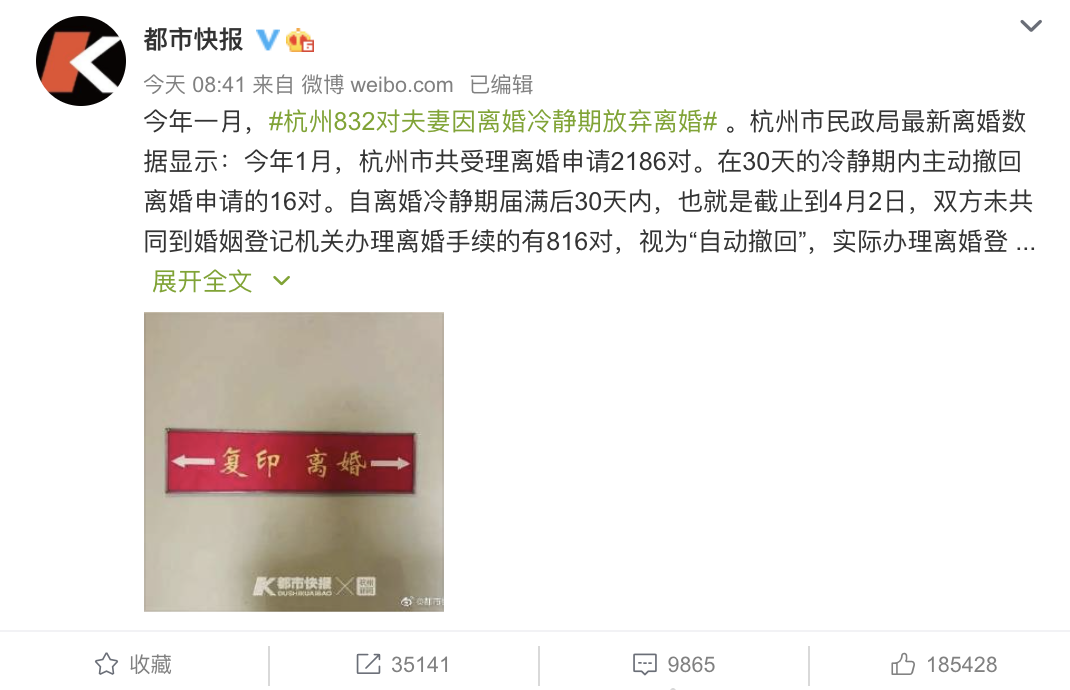 都市快报
今天 08:41 来自 微博 weibo.com 已编辑
今年一月，#杭州832对夫妻因离婚冷静期放弃离婚# 。杭州市民政局最新离婚数
据显示：今年1月，杭州市共受理离婚申请2186对。在30天的冷静期内主动撤回
离婚申请的16对。自离婚冷静期届满后30天内，也就是截止到4月2日，双方未共
同到婚姻登记机关办理离婚手续的有816对，视为“自动撤回”，实际办理离婚登 ...
展开全文
复印 离婚
都市快报
收藏 35141 9865 185428